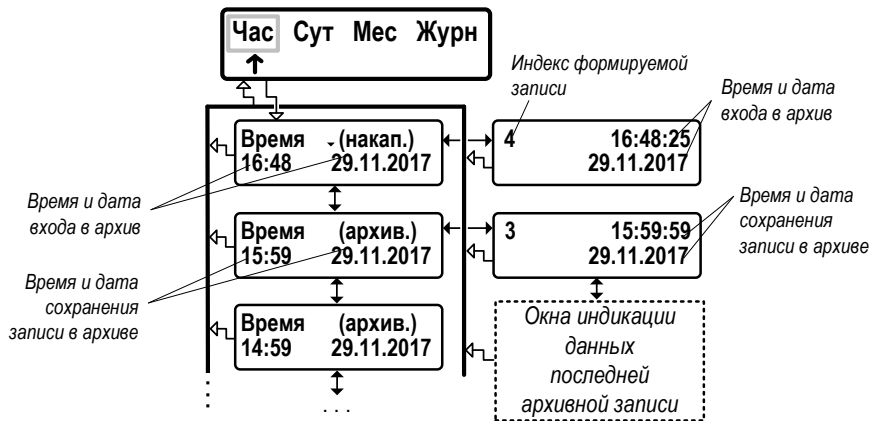 Час Сут Мес Журн
Индекс формируемой
записи
Время и дата
входа в архив
Время (накап.)
16:48 29.11.2017
4 16:48:25
29.11.2017
Время и дата
входа в архив
Время (архив.)
15:59 29.11.2017
3 15:59:59
29.11.2017
Время и дата
сохранения
записи в архиве
Время и дата
сохранения
записи в архиве
Время (архив.)
14:59 29.11.2017
Окна индикации
данных
последней
архивной записи
. . .